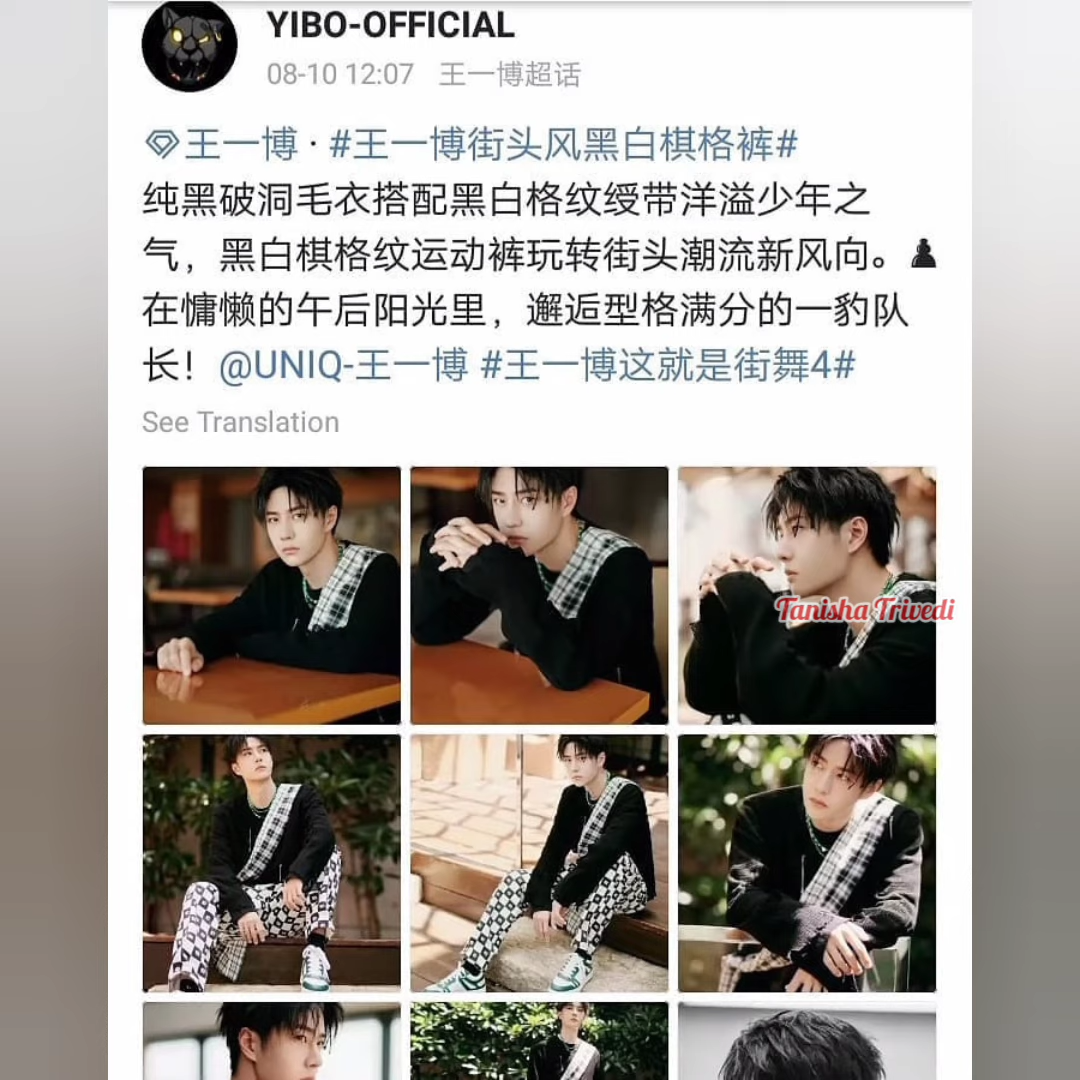 YIBO-OFFICIAL
08-10 12:07 王一博超话
王一博 · #王一博街头风黑白棋格裤#
纯黑破洞毛衣搭配黑白格纹绶带洋溢少年之
气，黑白棋格纹运动裤玩转街头潮流新风向。
在慵懒的午后阳光里，邂逅型格满分的一豹队
长！@UNIQ-王一博 #王一博这就是街舞4#
See Translation
Tanisha Trivedi